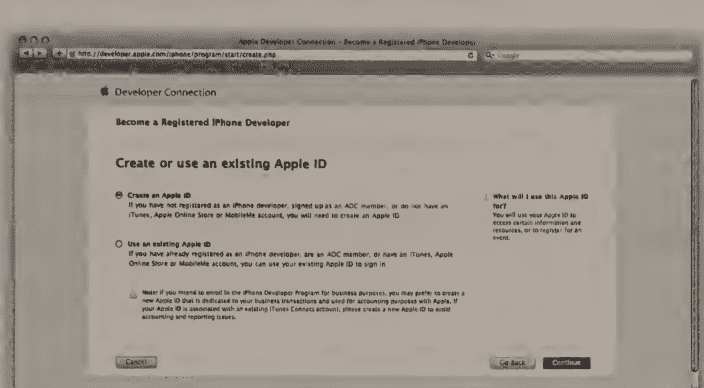 Apple Developer Connection - Become a Registered iPhone Developer
http://developer.apple.com/iphone/program/start/create.php
Google
Developer Connection
Become a Registered iPhone Developer
Create or use an existing Apple ID
Create an Apple ID
If you have not registered as an iPhone developer, signed up as an ADC member, or do not have an
iTunes, Apple Online Store or MobileMe account, you will need to create an Apple ID
Use an existing Apple ID
If you have already registered as an iPhone developer, are an ADC member, or have an iTunes, Apple
Online Store or MobileMe account, you can use your existing Apple ID to sign in
Note: If you intend to enroll in the iPhone Developer Program for business purposes, you may prefer to create a
new Apple ID that is dedicated to your business transactions and used for accounting purposes with Apple. If
your Apple ID is associated with an existing iTunes Connect account, please create a new Apple ID to avoid
accounting and reporting issues.
What will I use this Apple ID
for?
You will use your Apple ID to
access certain information and
resources, or to register for an
event.
Cancel
Go Back
Continue